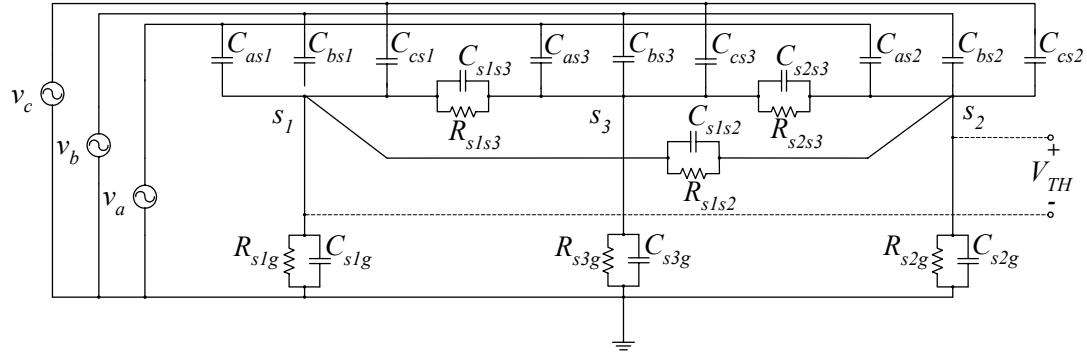 C_as1 C_bs1 C_cs1 C_s1s3 C_as3 C_bs3 C_cs3 C_s2s3 C_as2 C_bs2 C_cs2
v_c s_1 R_s1s3 s_3 C_s1s2 R_s2s3 s_2
v_b + V_TH -
v_a R_s1s2
R_s1g C_s1g R_s3g C_s3g R_s2g C_s2g